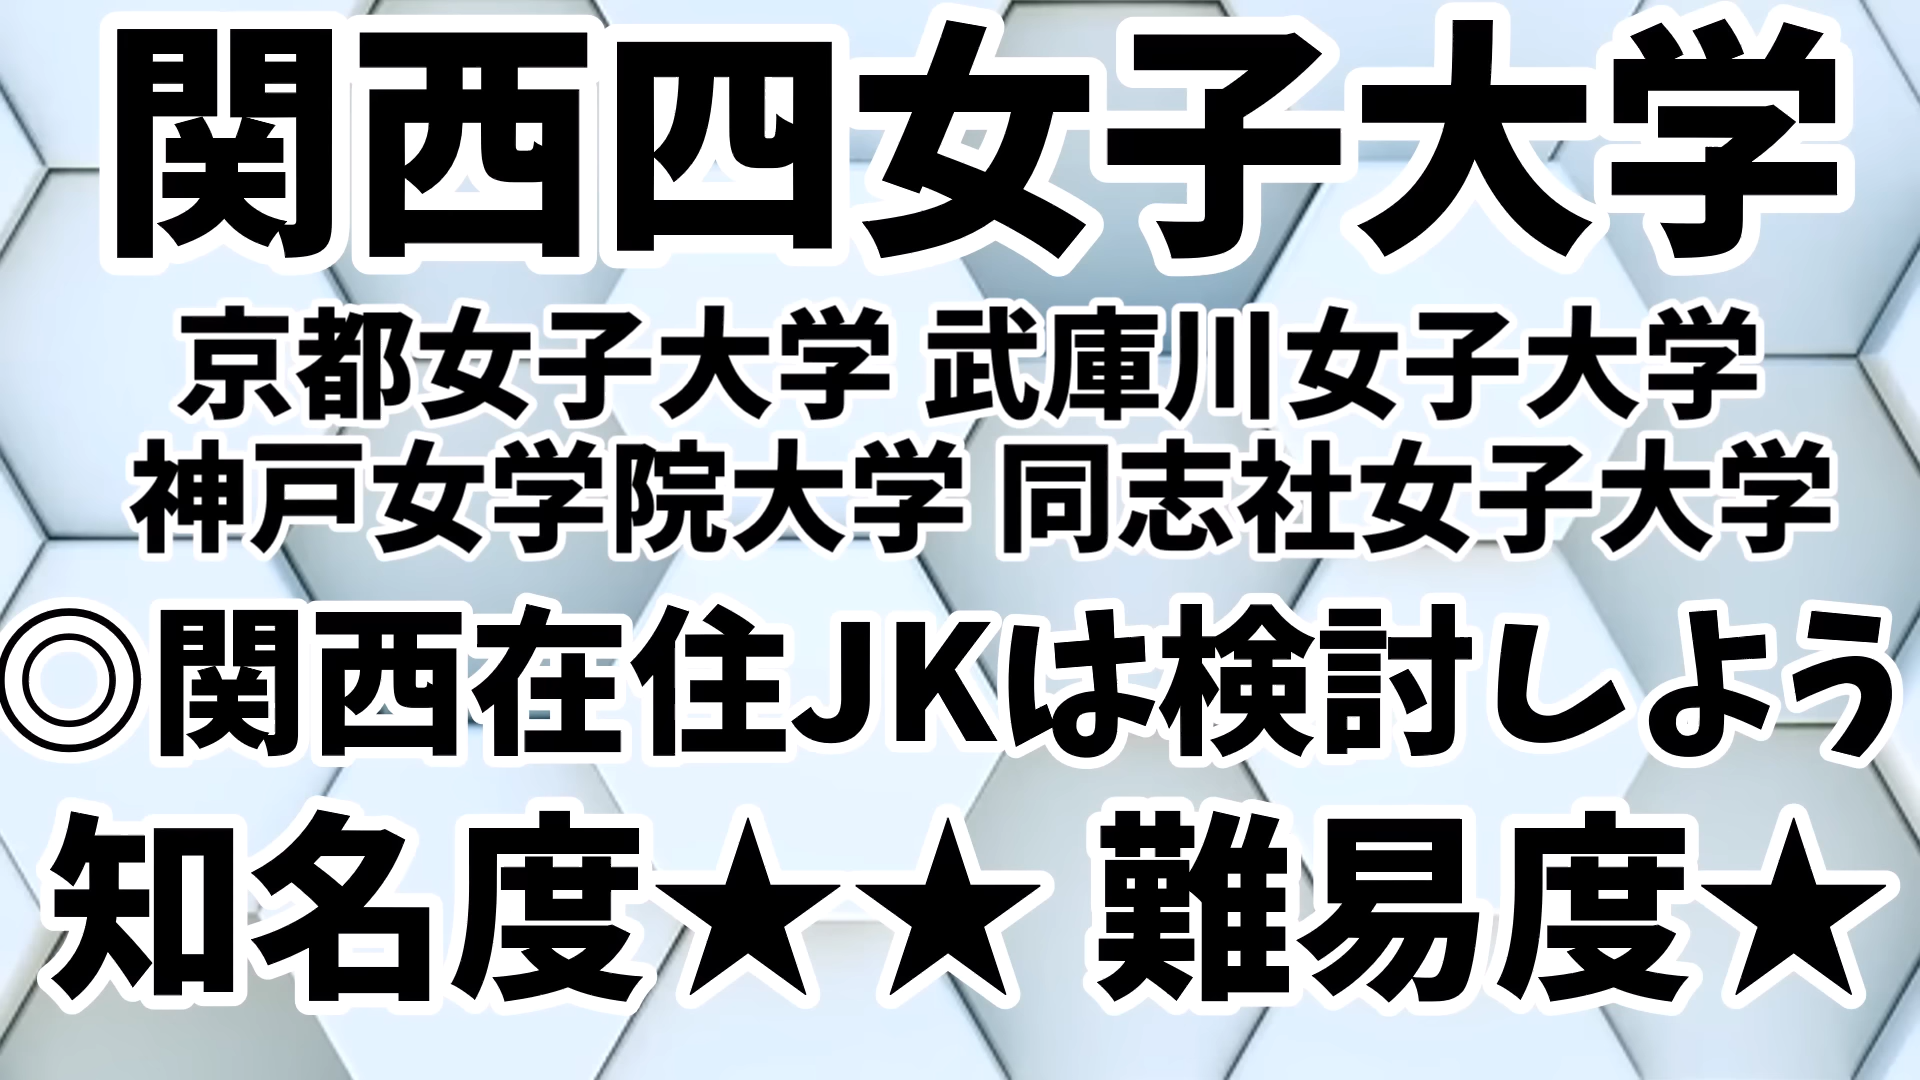 関西四女子大学
京都女子大学 武庫川女子大学
神戸女学院大学 同志社女子大学
◎関西在住JKは検討しよう
知名度★★ 難易度★